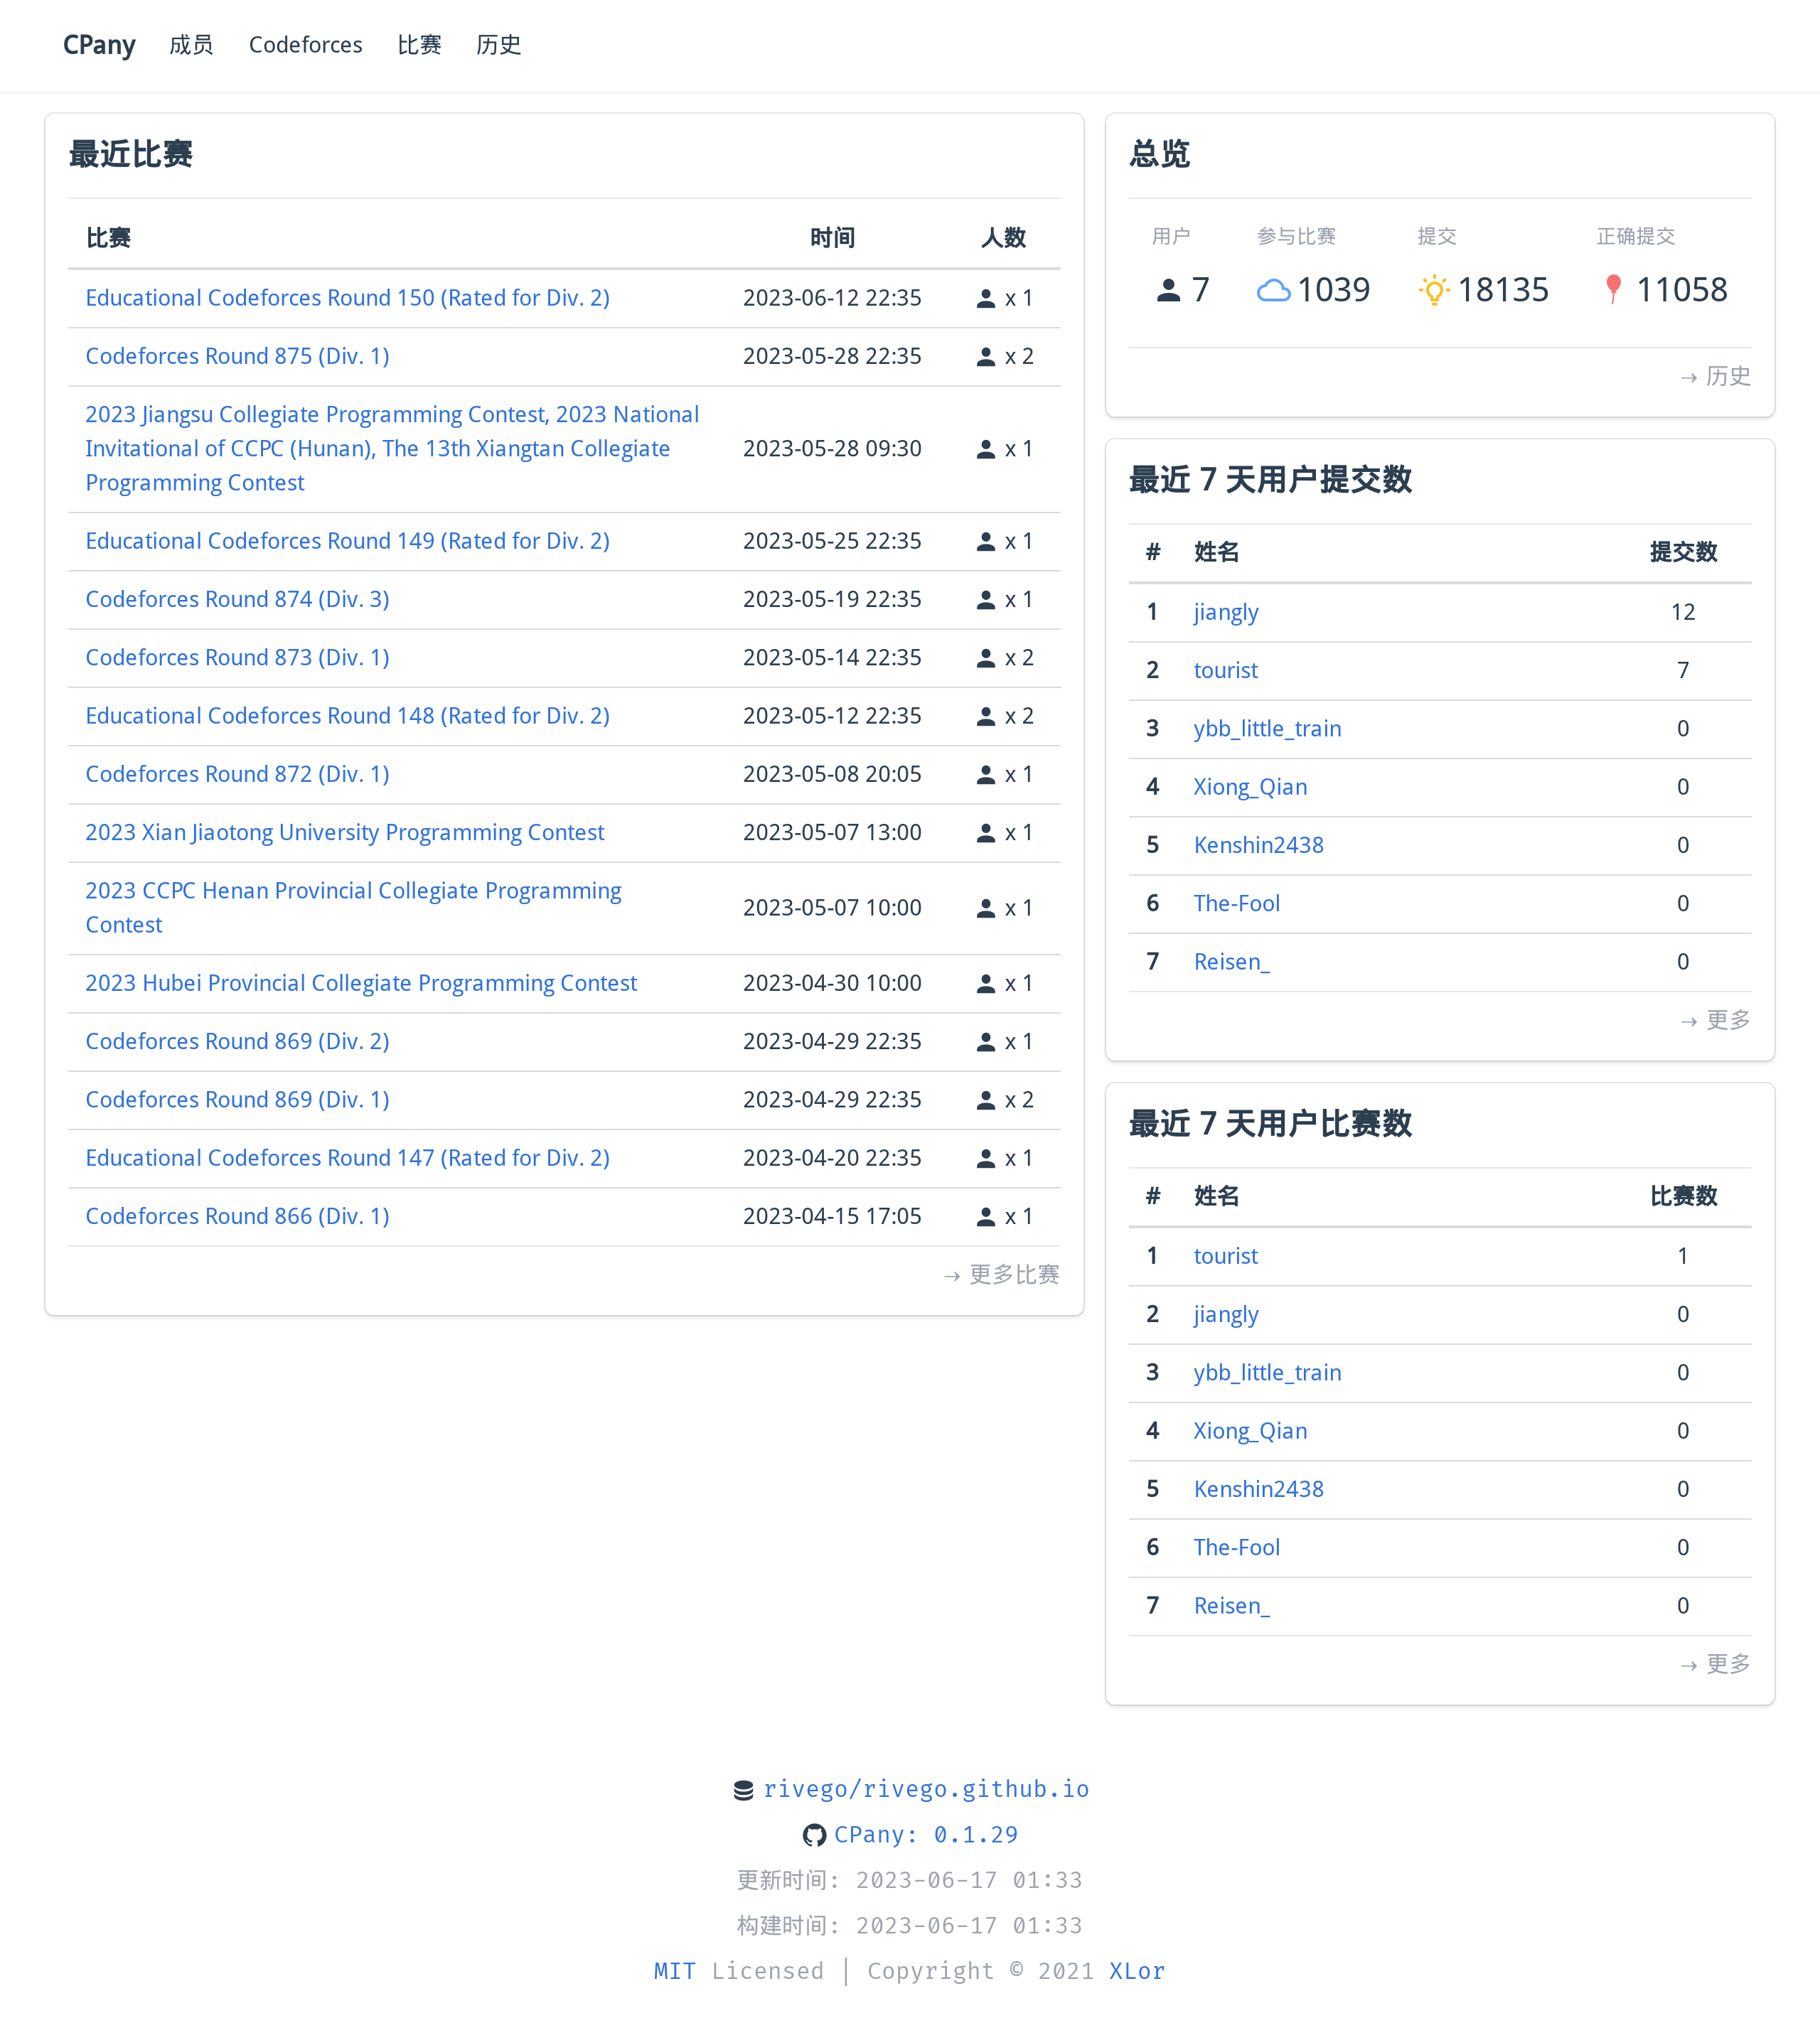 CPany 成员 Codeforces 比赛 历史
最近比赛
比赛 时间 人数
Educational Codeforces Round 150 (Rated for Div. 2) 2023-06-12 22:35 x 1
Codeforces Round 875 (Div. 1) 2023-05-28 22:35 x 2
2023 Jiangsu Collegiate Programming Contest, 2023 National
Invitational of CCPC (Hunan), The 13th Xiangtan Collegiate 2023-05-28 09:30 x 1
Programming Contest
Educational Codeforces Round 149 (Rated for Div. 2) 2023-05-25 22:35 x 1
Codeforces Round 874 (Div. 3) 2023-05-19 22:35 x 1
Codeforces Round 873 (Div. 1) 2023-05-14 22:35 x 2
Educational Codeforces Round 148 (Rated for Div. 2) 2023-05-12 22:35 x 2
Codeforces Round 872 (Div. 1) 2023-05-08 20:05 x 1
2023 Xian Jiaotong University Programming Contest 2023-05-07 13:00 x 1
2023 CCPC Henan Provincial Collegiate Programming
Contest 2023-05-07 10:00 x 1
2023 Hubei Provincial Collegiate Programming Contest 2023-04-30 10:00 x 1
Codeforces Round 869 (Div. 2) 2023-04-29 22:35 x 1
Codeforces Round 869 (Div. 1) 2023-04-29 22:35 x 2
Educational Codeforces Round 147 (Rated for Div. 2) 2023-04-20 22:35 x 1
Codeforces Round 866 (Div. 1) 2023-04-15 17:05 x 1
→ 更多比赛
总览
用户 参与比赛 提交 正确提交
7 1039 18135 11058
→ 历史
最近 7 天用户提交数
# 姓名 提交数
1 jiangly 12
2 tourist 7
3 ybb_little_train 0
4 Xiong_Qian 0
5 Kenshin2438 0
6 The-Fool 0
7 Reisen_ 0
→ 更多
最近 7 天用户比赛数
# 姓名 比赛数
1 tourist 1
2 jiangly 0
3 ybb_little_train 0
4 Xiong_Qian 0
5 Kenshin2438 0
6 The-Fool 0
7 Reisen_ 0
→ 更多
rivego/rivego.github.io
CPany: 0.1.29
更新时间: 2023-06-17 01:33
构建时间: 2023-06-17 01:33
MIT Licensed | Copyright © 2021 XLor